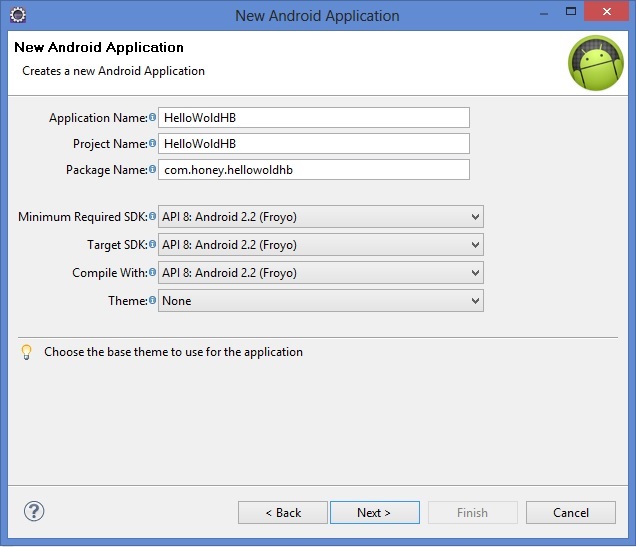 New Android Application
New Android Application
Creates a new Android Application
Application Name: HelloWoldHB
Project Name: HelloWoldHB
Package Name: com.honey.hellowoldhb
Minimum Required SDK: API 8: Android 2.2 (Froyo)
Target SDK: API 8: Android 2.2 (Froyo)
Compile With: API 8: Android 2.2 (Froyo)
Theme: None
Choose the base theme to use for the application
? < Back Next > Finish Cancel